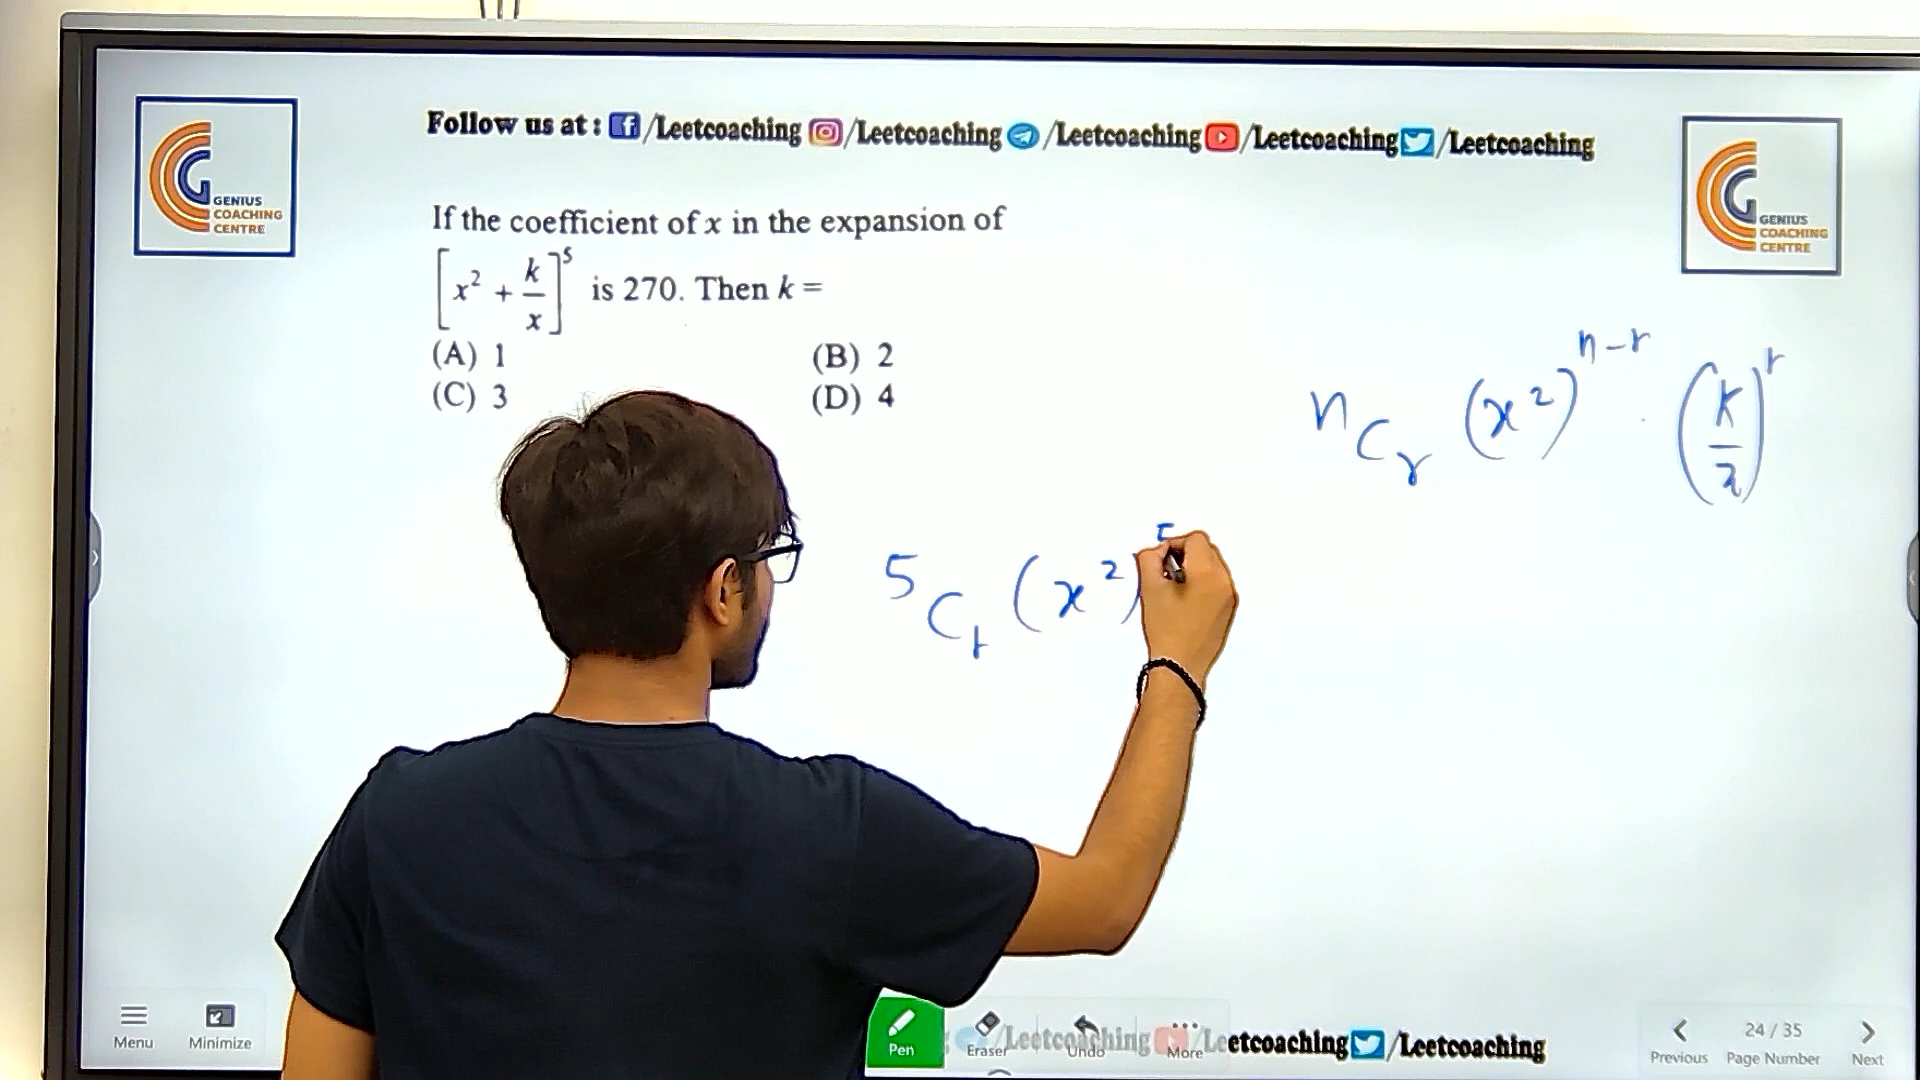 Follow us at : /Leetcoaching /Leetcoaching /Leetcoaching /Leetcoaching /Leetcoaching
GENIUS
COACHING
CENTRE
GENIUS
COACHING
CENTRE
If the coefficient of x in the expansion of
[x² + k/x]⁵ is 270. Then k =
(A) 1 (B) 2
(C) 3 (D) 4
ⁿCᵣ (x²)ⁿ⁻ʳ · (k/x)ʳ
⁵Cᵣ (x²)
Menu
Minimize
Pen
Eraser
Undo
More
/Leetcoaching /Leetcoaching /Leetcoaching
24 / 35
Previous Page Number Next